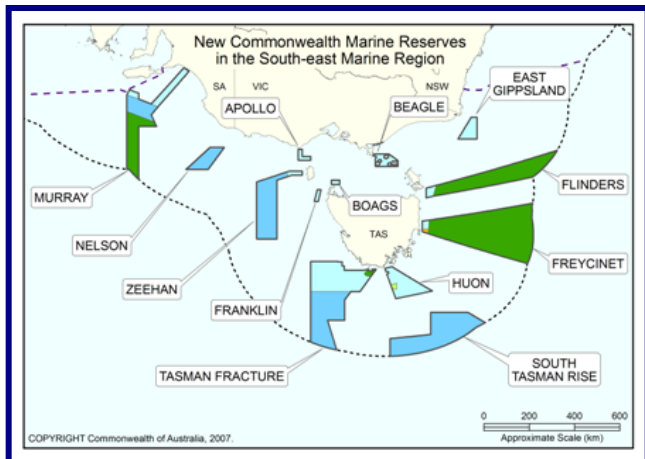 New Commonwealth Marine Reserves
in the South-east Marine Region
SA
VIC
NSW
EAST
GIPPSLAND
APOLLO
BEAGLE
MURRAY
FLINDERS
BOAGS
NELSON
TAS
FREYCINET
ZEEHAN
HUON
FRANKLIN
TASMAN FRACTURE
SOUTH
TASMAN RISE
0 200 400 600
Approximate Scale (km)
COPYRIGHT Commonwealth of Australia, 2007.